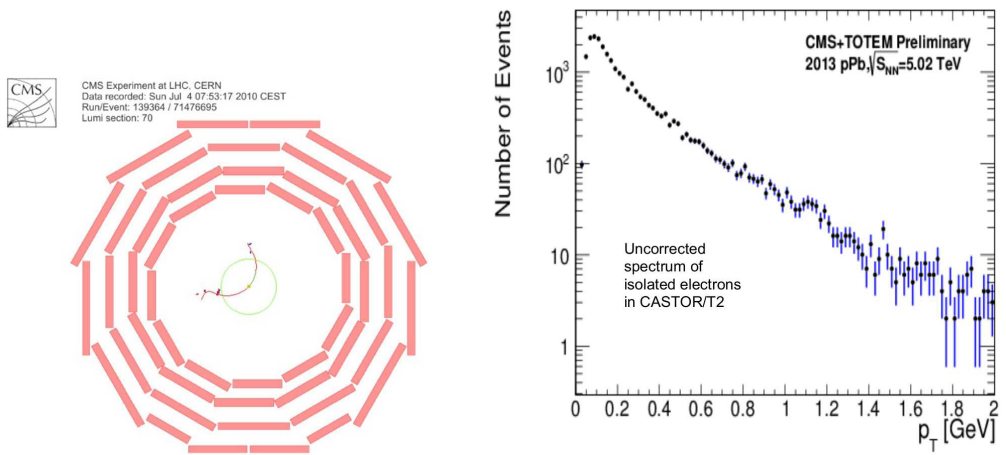 CMS
CMS Experiment at LHC, CERN
Data recorded: Sun Jul 4 07:53:17 2010 CEST
Run/Event: 139364 / 71476695
Lumi section: 70
Number of Events
10³
10²
10
1
CMS+TOTEM Preliminary
2013 pPb,√S_NN=5.02 TeV
Uncorrected
spectrum of
isolated electrons
in CASTOR/T2
0 0.2 0.4 0.6 0.8 1 1.2 1.4 1.6 1.8 2
p_T [GeV]